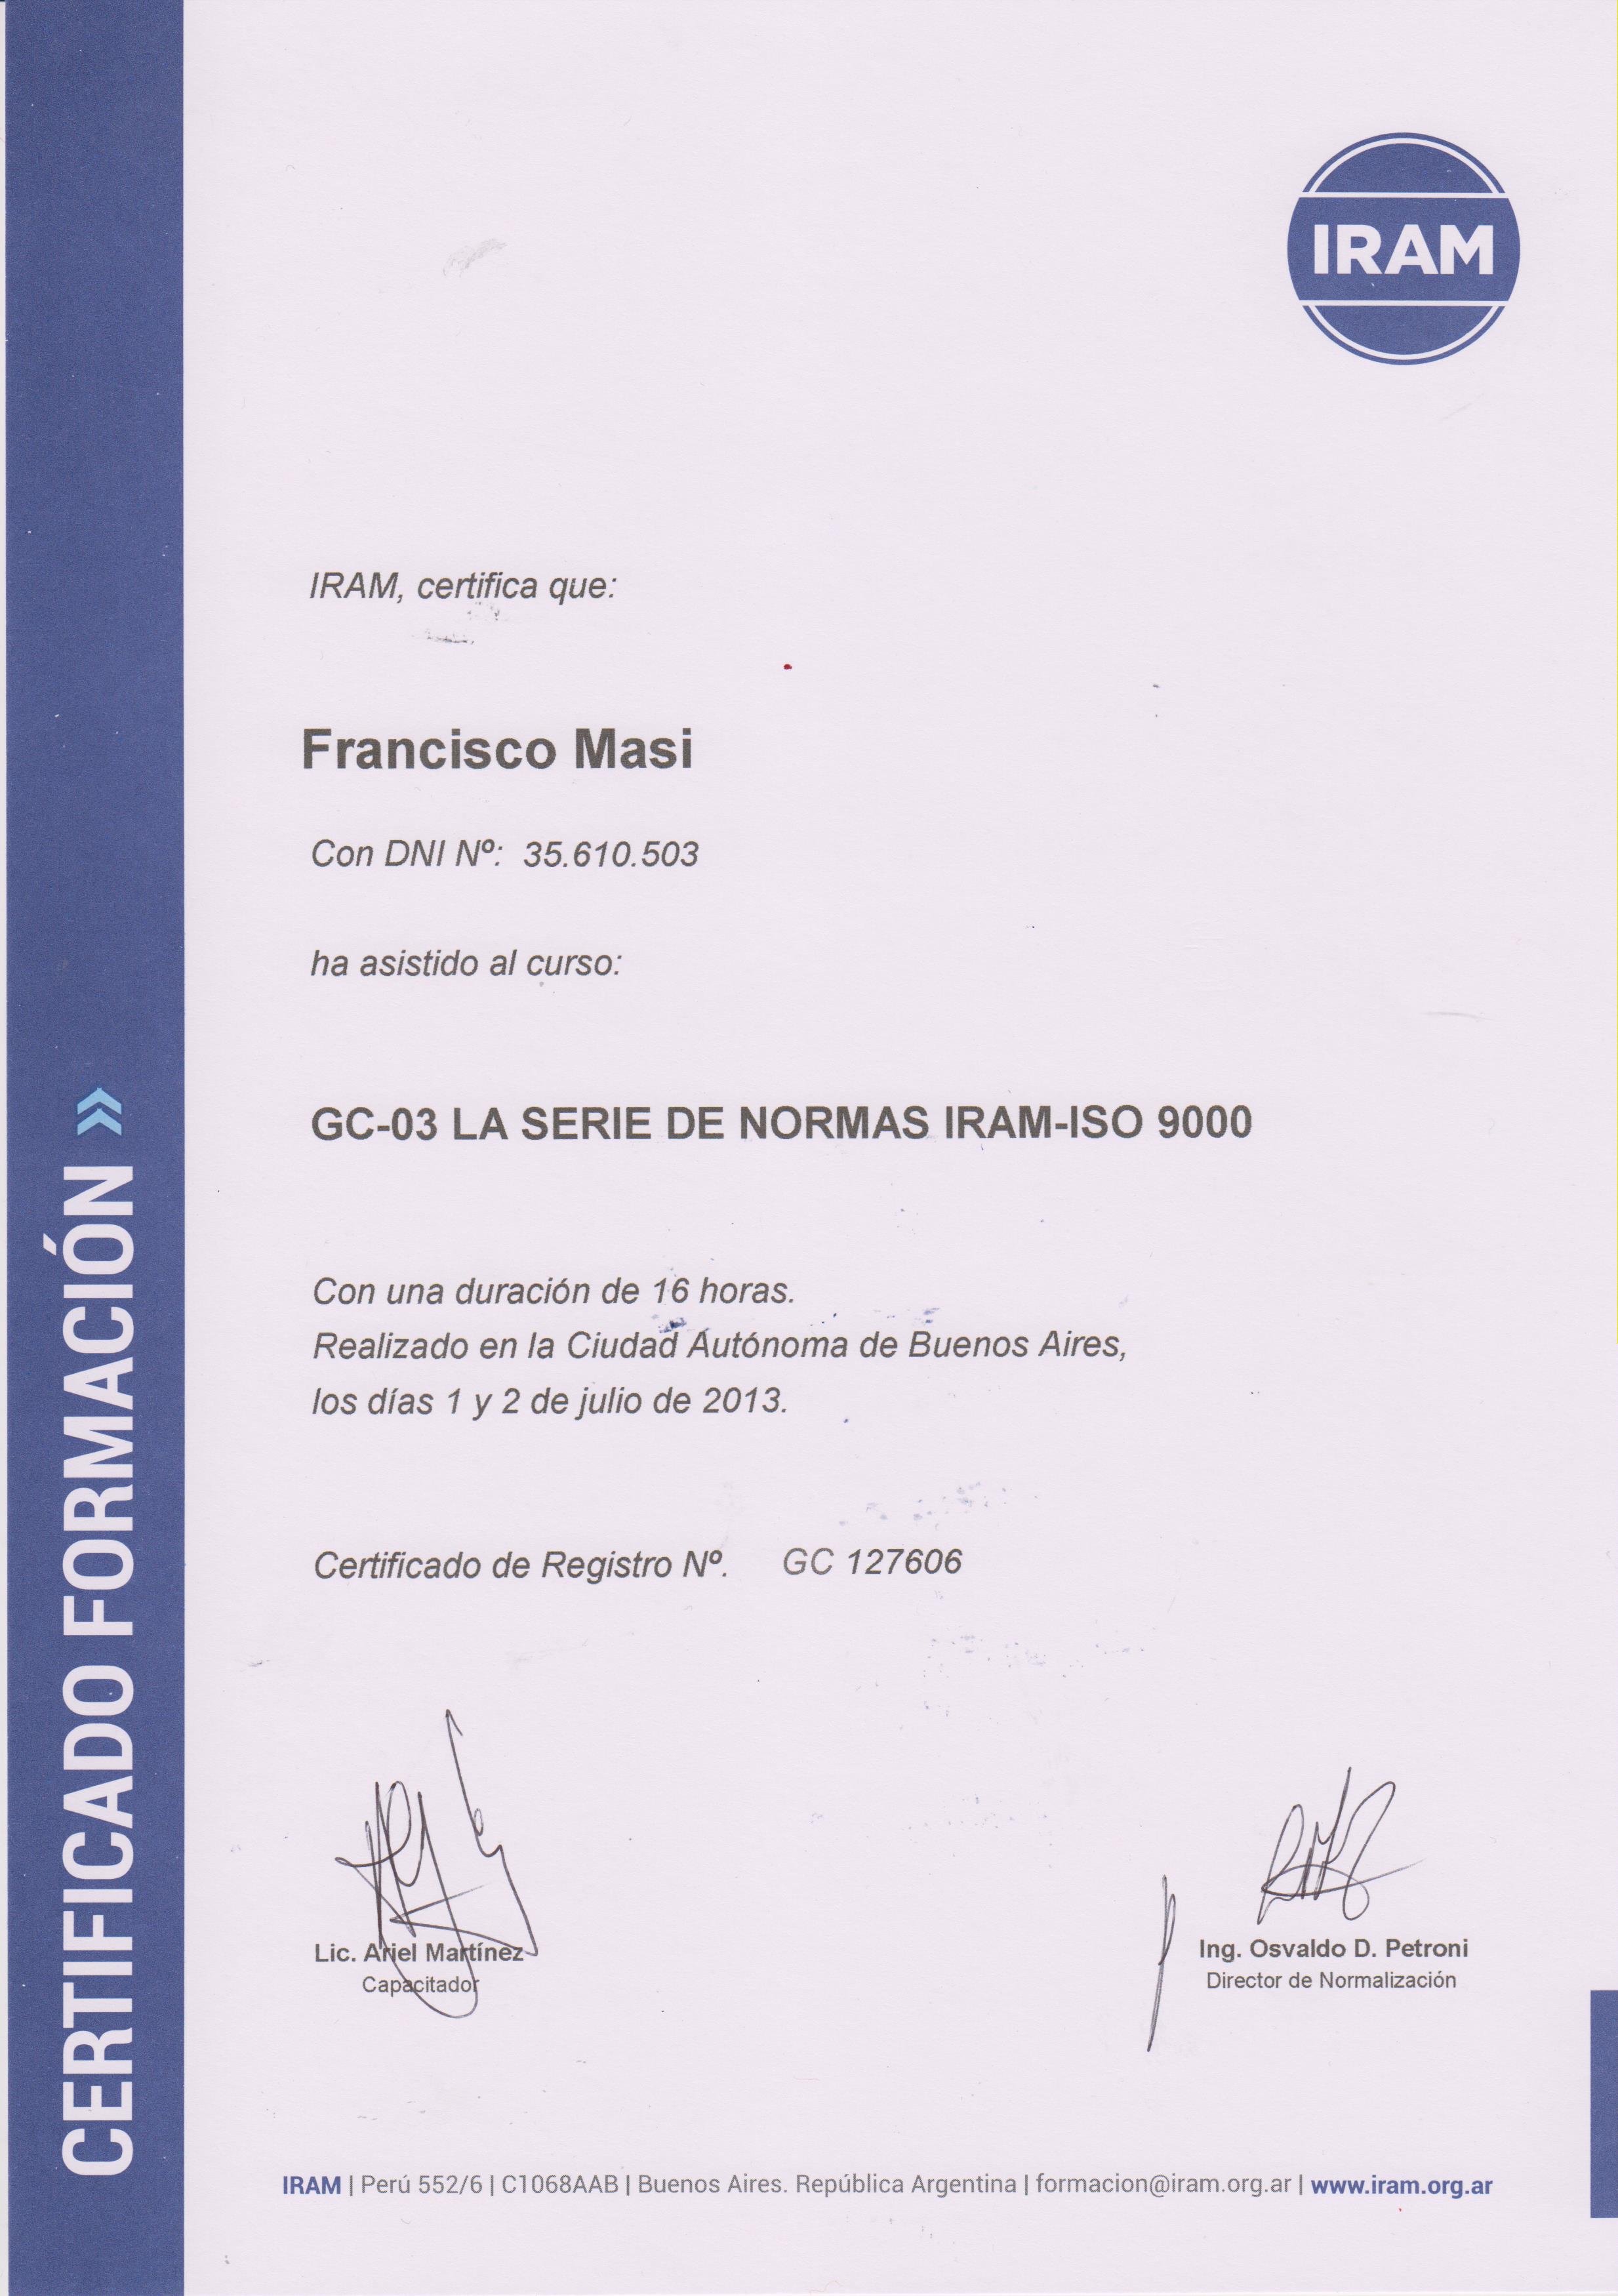 IRAM
IRAM, certifica que:
Francisco Masi
Con DNI Nº: 35.610.503
ha asistido al curso:
GC-03 LA SERIE DE NORMAS IRAM-ISO 9000
Con una duración de 16 horas.
Realizado en la Ciudad Autónoma de Buenos Aires,
los días 1 y 2 de julio de 2013.
Certificado de Registro Nº. GC 127606
Lic. Ariel Martínez
Capacitador
Ing. Osvaldo D. Petroni
Director de Normalización
IRAM | Perú 552/6 | C1068AAB | Buenos Aires. República Argentina | formacion@iram.org.ar | www.iram.org.ar
CERTIFICADO FORMACIÓN »